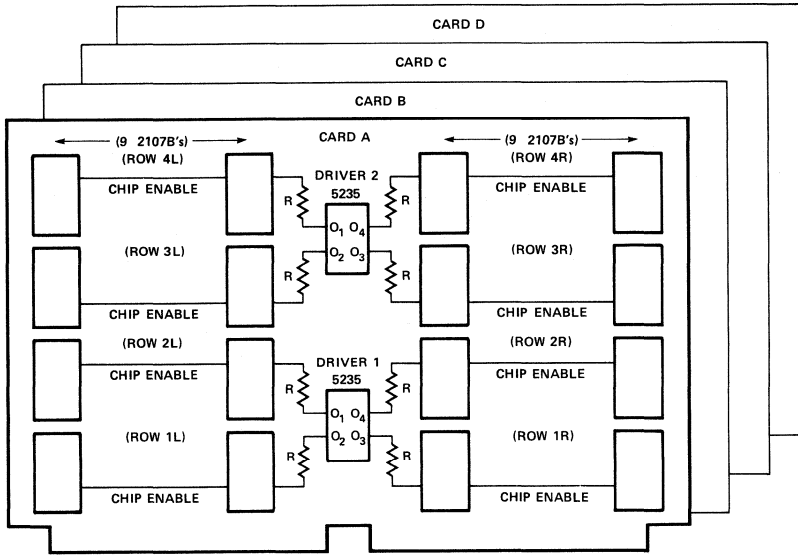 CARD D
CARD C
CARD B
CARD A
(9 2107B's)
(ROW 4L)
(9 2107B's)
(ROW 4R)
CHIP ENABLE
DRIVER 2
5235
CHIP ENABLE
R
R
O1 O4
O2 O3
(ROW 3L)
(ROW 3R)
R
R
CHIP ENABLE
CHIP ENABLE
(ROW 2L)
(ROW 2R)
CHIP ENABLE
DRIVER 1
5235
CHIP ENABLE
R
R
O1 O4
O2 O3
(ROW 1L)
(ROW 1R)
R
R
CHIP ENABLE
CHIP ENABLE